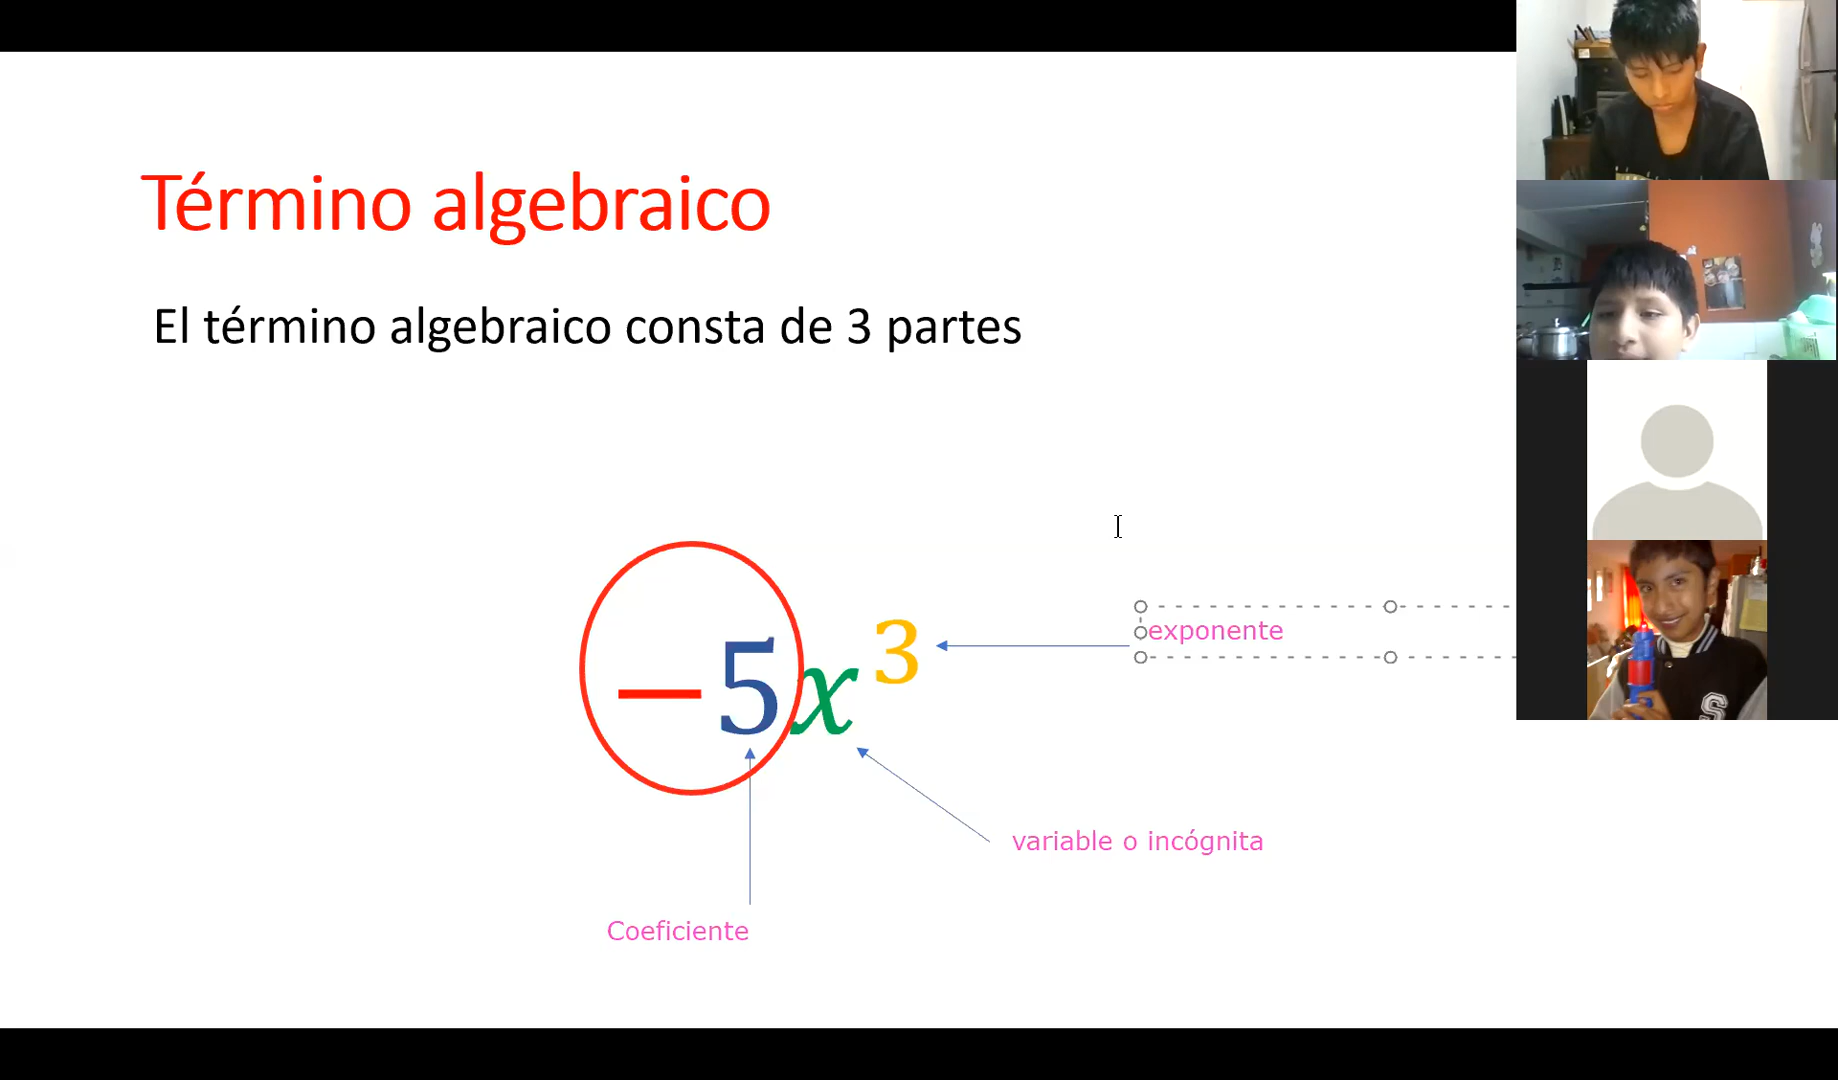 Término algebraico
El término algebraico consta de 3 partes
−5x³
exponente
variable o incógnita
Coeficiente
S